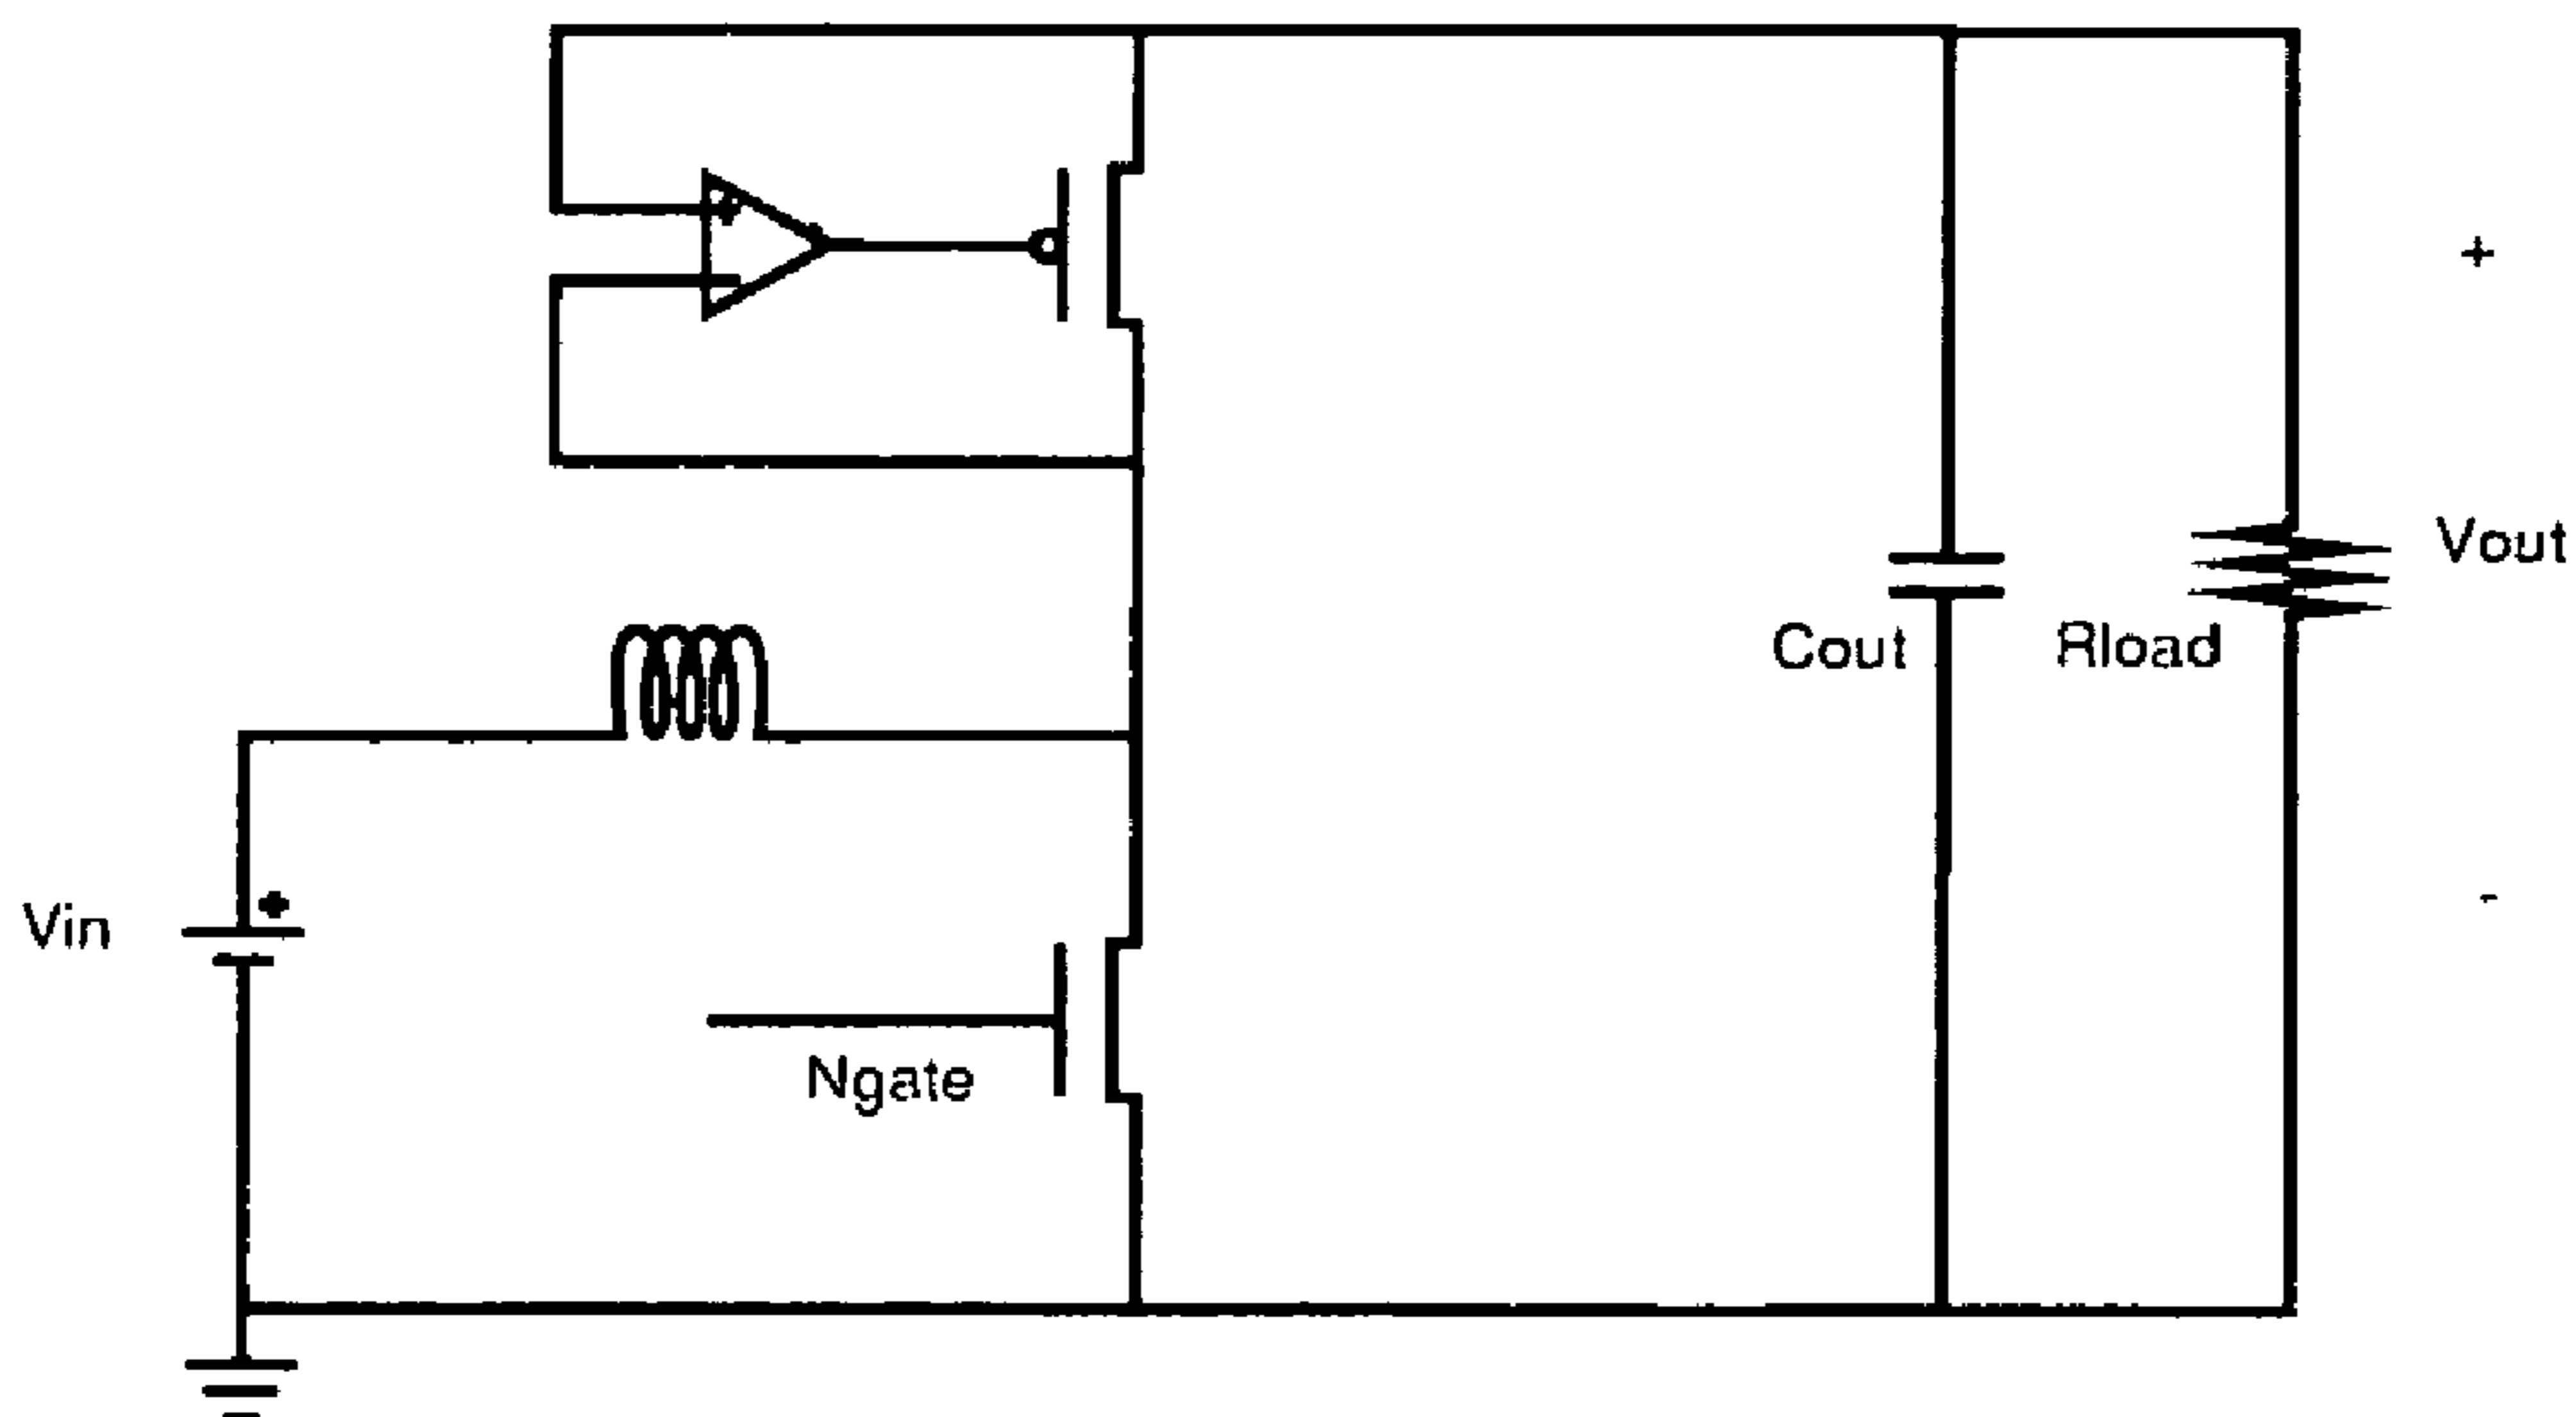 +
Vout
Cout
Rload
Vin
-
Ngate